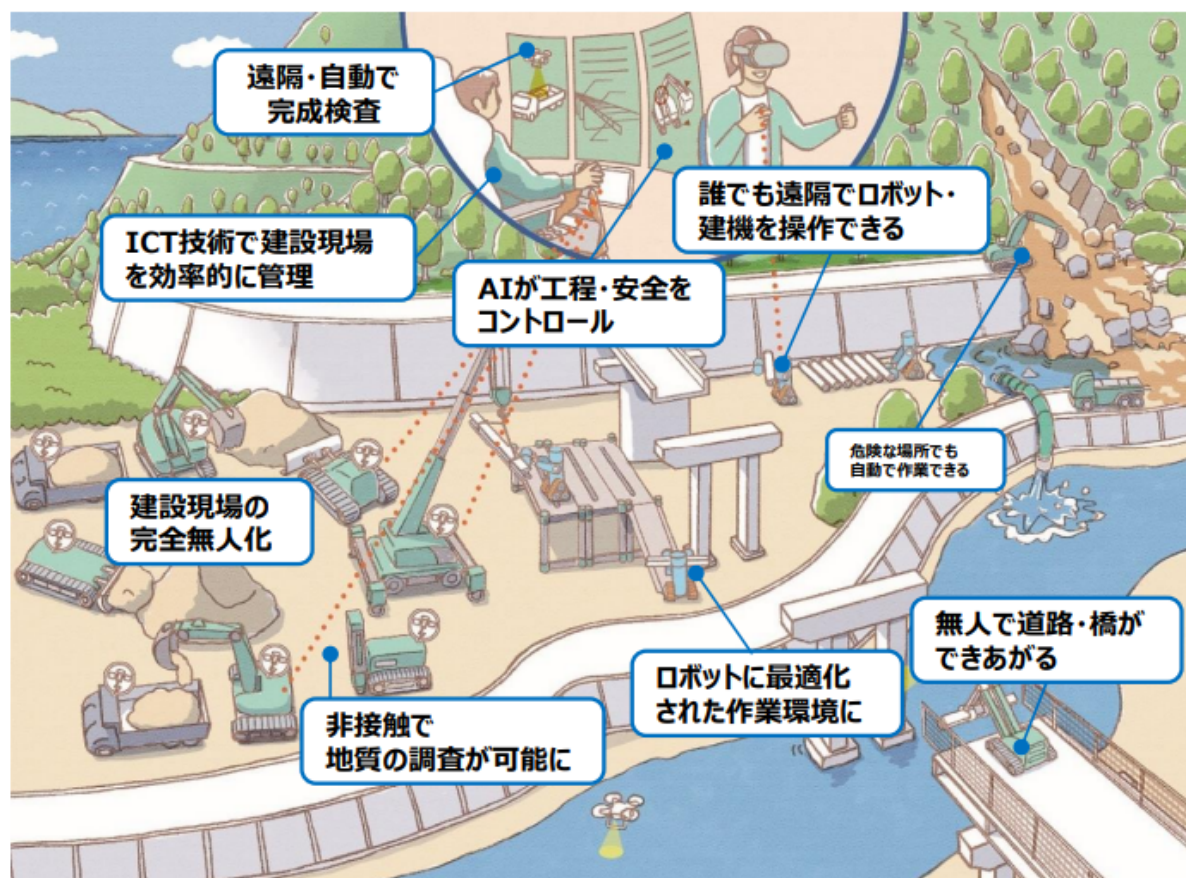 遠隔・自動で
完成検査
ICT技術で建設現場
を効率的に管理
AIが工程・安全を
コントロール
誰でも遠隔でロボット・
建機を操作できる
危険な場所でも
自動で作業できる
建設現場の
完全無人化
無人で道路・橋が
できあがる
ロボットに最適化
された作業環境に
非接触で
地質の調査が可能に